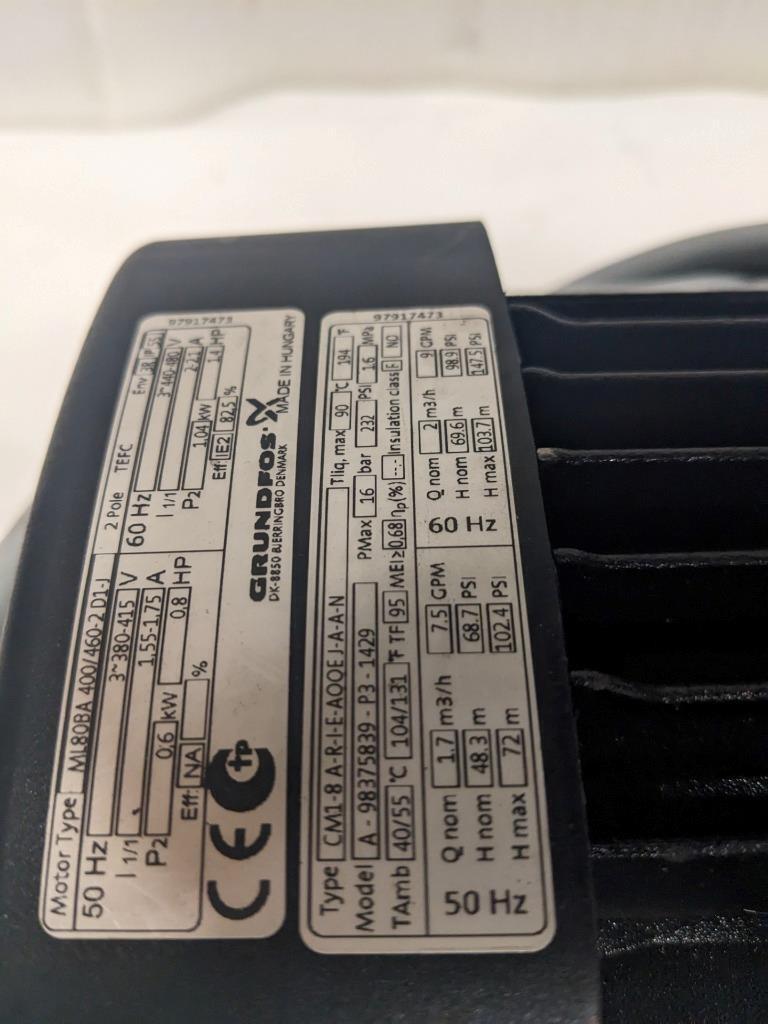 97917473
Motor Type ML80BA 400/460-2 D1-J 2 Pole TEFC
50 Hz 3~380-415 V 60 Hz 3~440-480 V
I 1/1 1,55-1,75 A I 1/1 2-2,1 A
P2 0,6 kW 0,8 HP P2 1,04 kW 1.4 HP
Eff: NA % Eff: IE2 82,5 %
CE tp GRUNDFOS
DK-8850 BJERRINGBRO DENMARK
MADE IN HUNGARY
97917473
Type CM1-8 A-R-I-E-AQQE J-A-A-N Tliq, max 90 °C 194 °F
Model A - 98375839 - P3 - 1429 PMax 16 bar 232 PSI 1.6 MPa
TAmb 40/55 °C 104/131 °F TF 95 MEI≥ 0,68 ηp(%) -.- Insulation class F NO
50 Hz Q nom 1.7 m3/h 7.5 GPM 60 Hz Q nom 2 m3/h 9 GPM
H nom 48.3 m 68.7 PSI H nom 69.6 m 98.9 PSI
H max 72 m 102.4 PSI H max 103.7 m 147.5 PSI